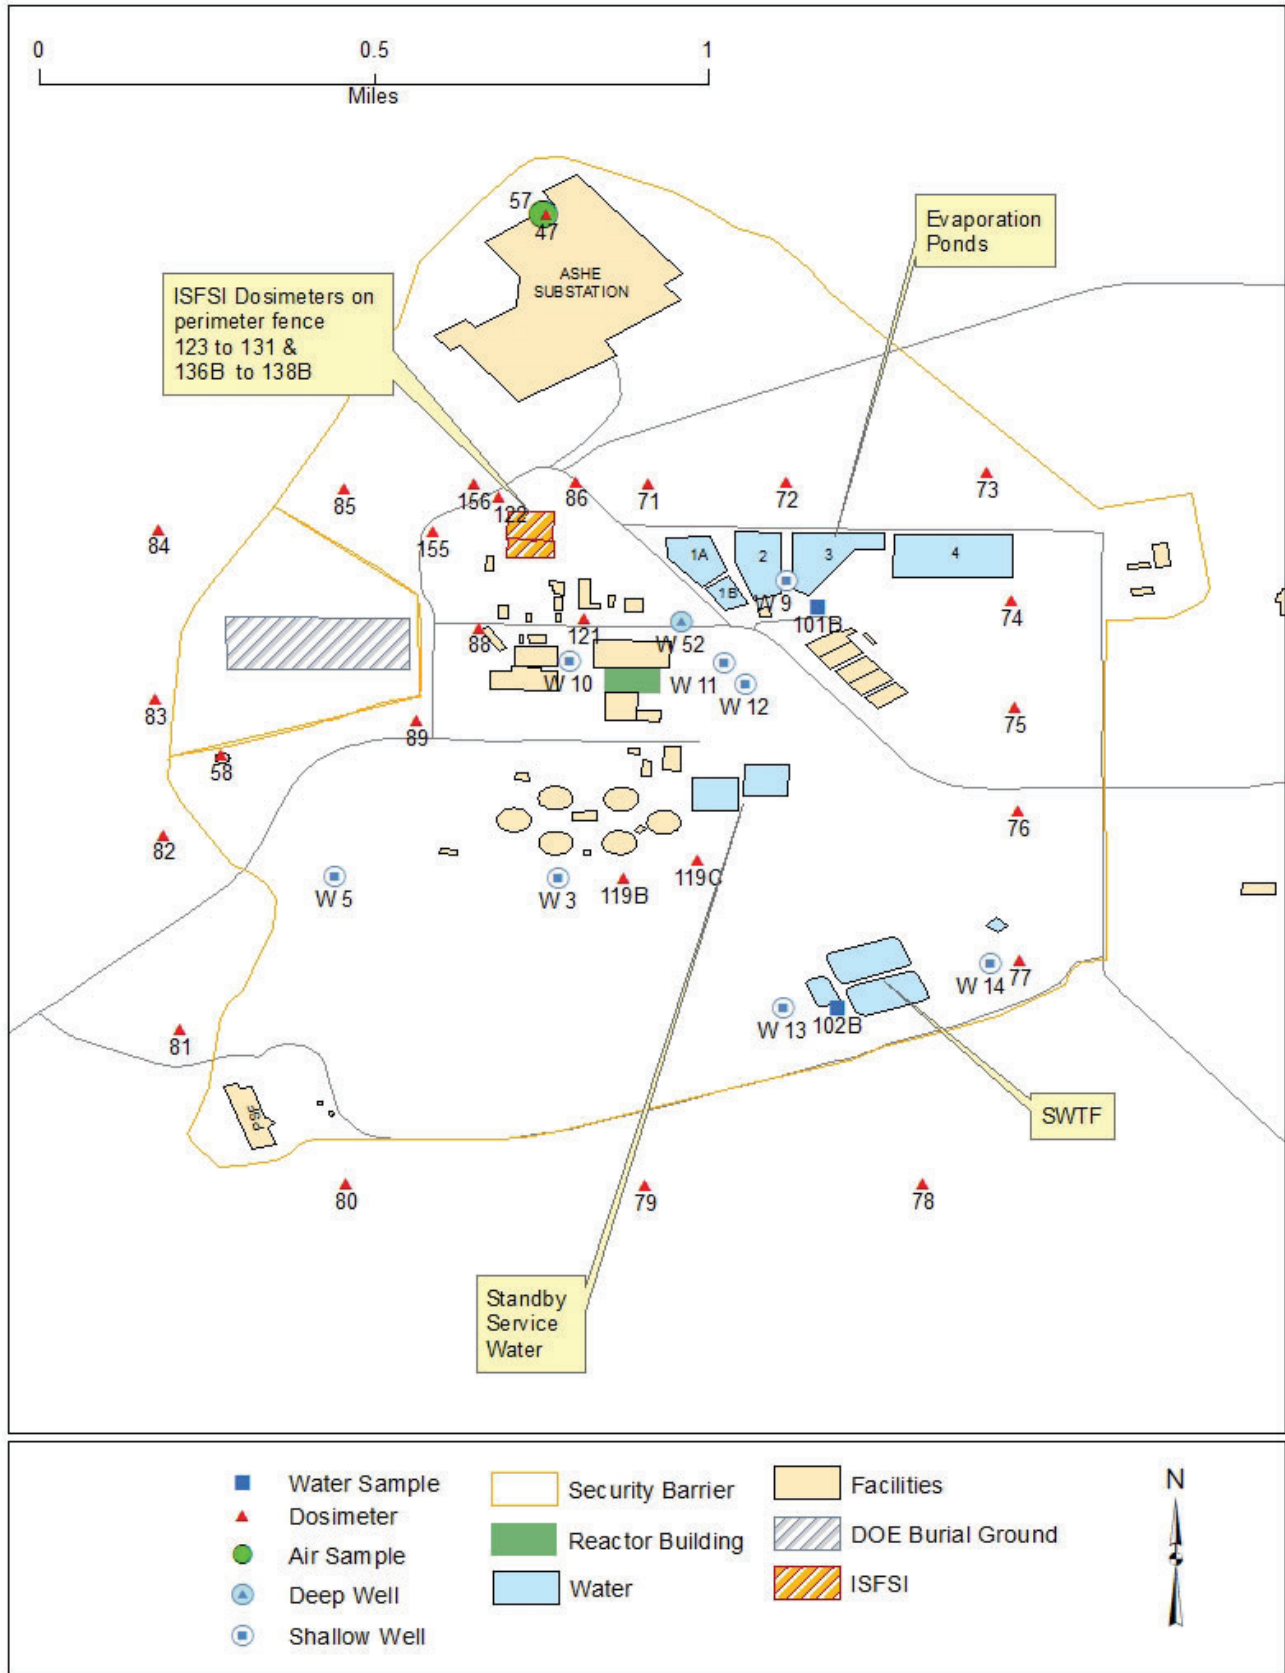 0 0.5 1
Miles
57
47
ASHE
SUBSTATION
Evaporation
Ponds
ISFSI Dosimeters on
perimeter fence
123 to 131 &
136B to 138B
85
156
122
86
71
72
73
84
155
1A
2
3
4
1B
W 9
101B
74
88
121
W 52
W 10
W 11
W 12
83
89
75
58
82
76
W 5
W 3
119B
119C
W 14
77
W 13
102B
81
PSF
SWTF
80
79
78
Standby
Service
Water
Water Sample
Dosimeter
Air Sample
Deep Well
Shallow Well
Security Barrier
Reactor Building
Water
Facilities
DOE Burial Ground
ISFSI
N